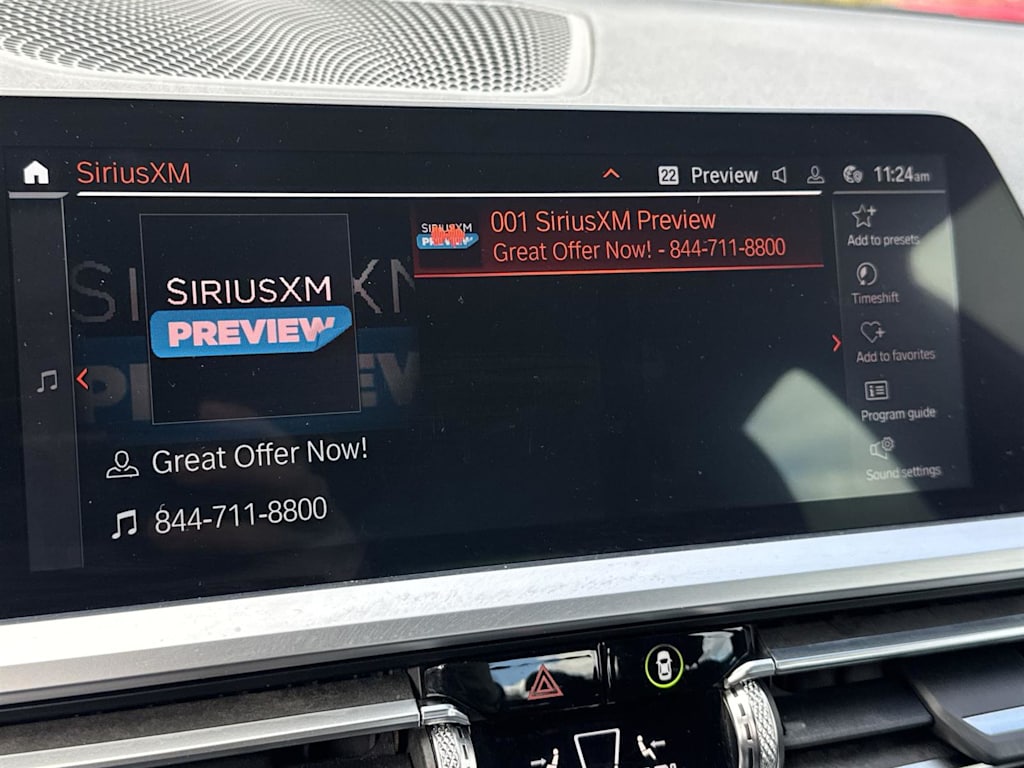 SiriusXM
22 Preview 11:24am
SIRIUSXM
PREVIEW
Great Offer Now!
844-711-8800
SIRIUSXM
001 SiriusXM Preview
Great Offer Now! - 844-711-8800
Add to presets
Timeshift
Add to favorites
Program guide
Sound settings